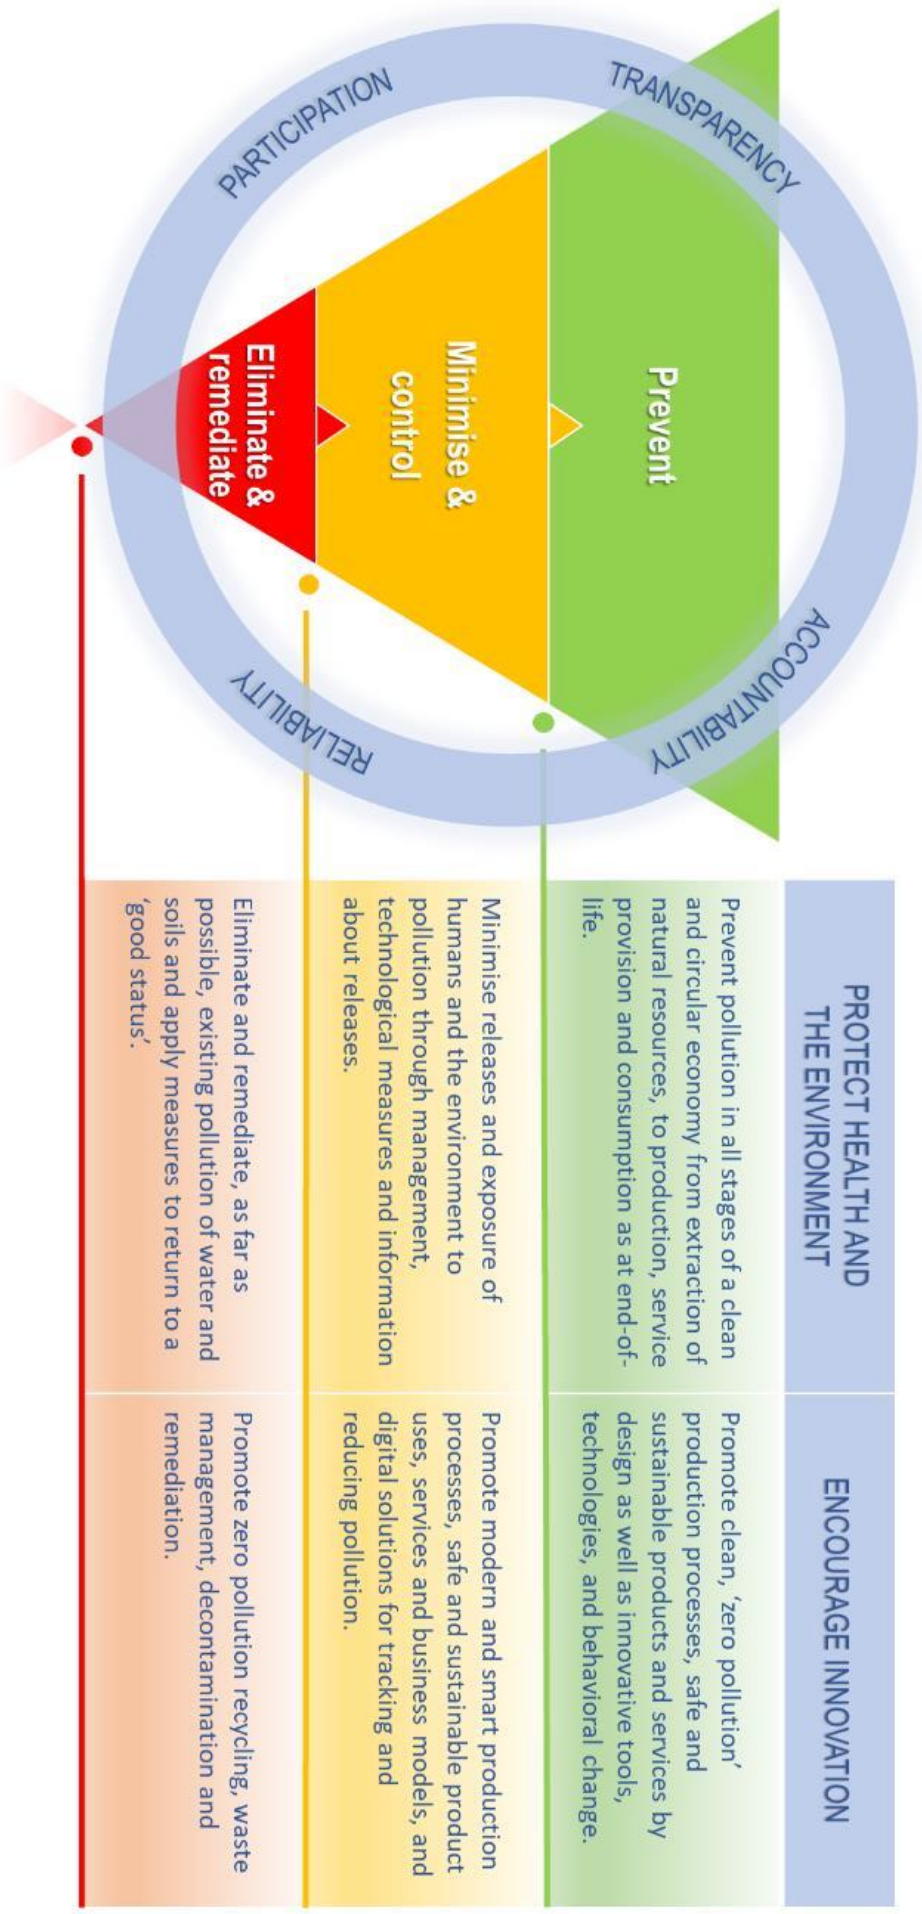 TRANSPARENCY
ACCOUNTABILITY
PARTICIPATION
RELIABILITY
Prevent
Minimise &
control
Eliminate &
remediate
PROTECT HEALTH AND
THE ENVIRONMENT
ENCOURAGE INNOVATION
Prevent pollution in all stages of a clean
and circular economy from extraction of
natural resources, to production, service
provision and consumption as at end-of-
life.
Promote clean, ‘zero pollution’
production processes, safe and
sustainable products and services by
design as well as innovative tools,
technologies, and behavioral change.
Minimise releases and exposure of
humans and the environment to
pollution through management,
technological measures and information
about releases.
Promote modern and smart production
processes, safe and sustainable product
uses, services and business models, and
digital solutions for tracking and
reducing pollution.
Eliminate and remediate, as far as
possible, existing pollution of water and
soils and apply measures to return to a
‘good status’.
Promote zero pollution recycling, waste
management, decontamination and
remediation.